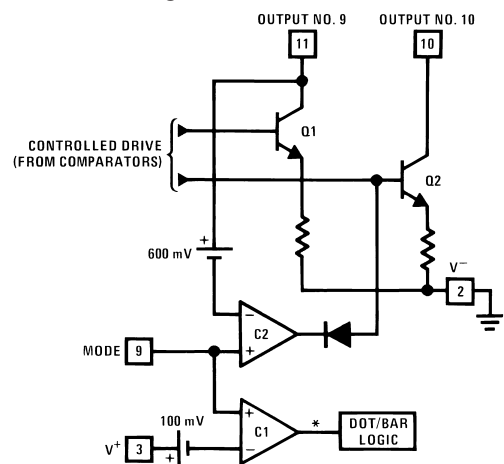 OUTPUT NO. 9
OUTPUT NO. 10
11
10
Q1
CONTROLLED DRIVE
(FROM COMPARATORS)
Q2
+
600 mV
V−
2
−
C2
+
MODE 9
100 mV
+
C1
*
DOT/BAR
LOGIC
V+ 3
−
+